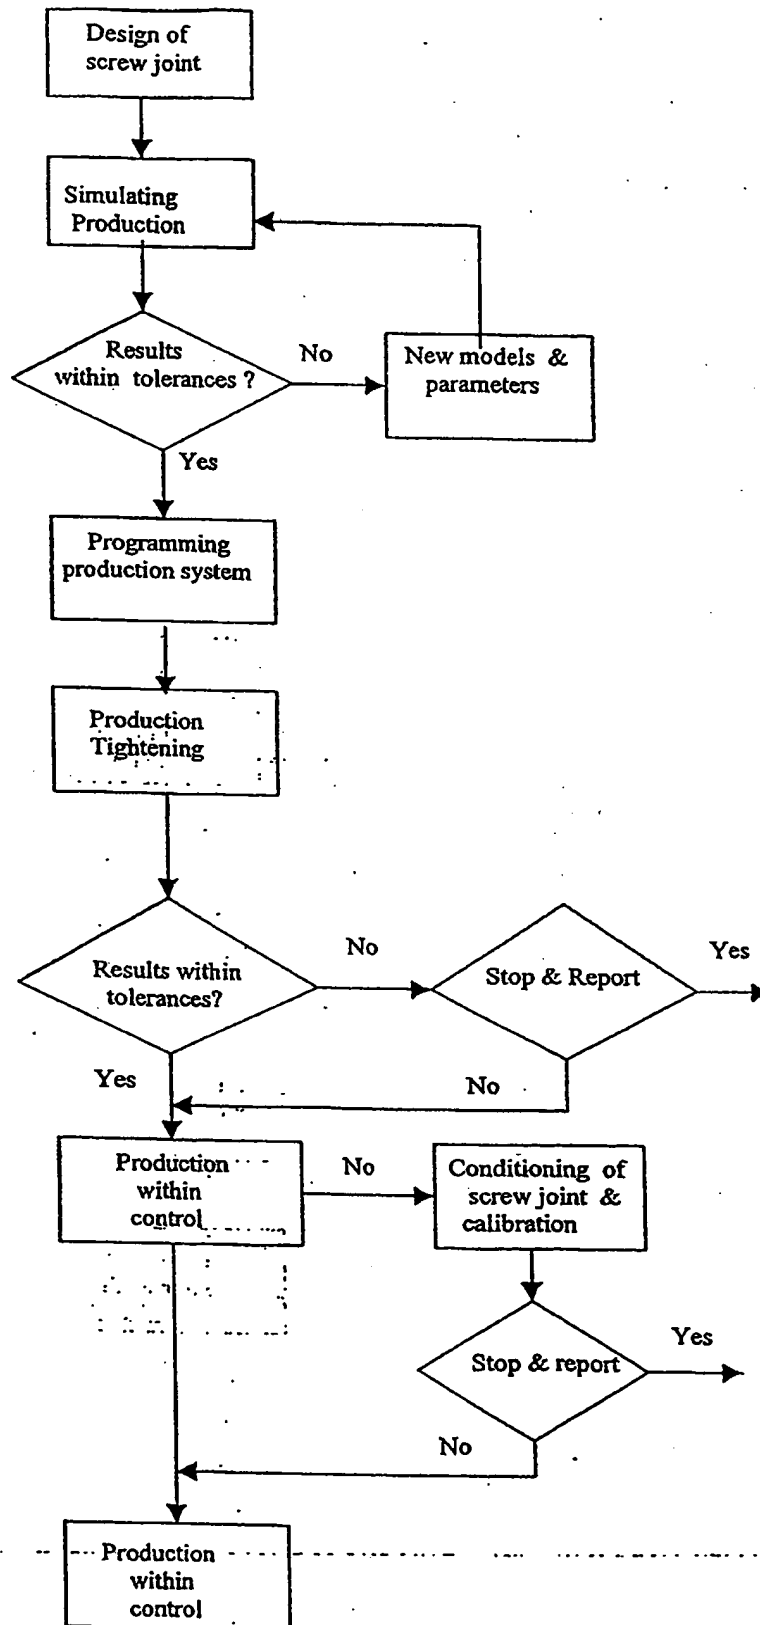 Design of
screw joint
Simulating
Production
Results
within tolerances ?
No
New models &
parameters
Yes
Programming
production system
Production
Tightening
Results within
tolerances?
No
Stop & Report
Yes
Yes
No
Production
within
control
No
Conditioning of
screw joint &
calibration
Stop & report
Yes
No
Production
within
control